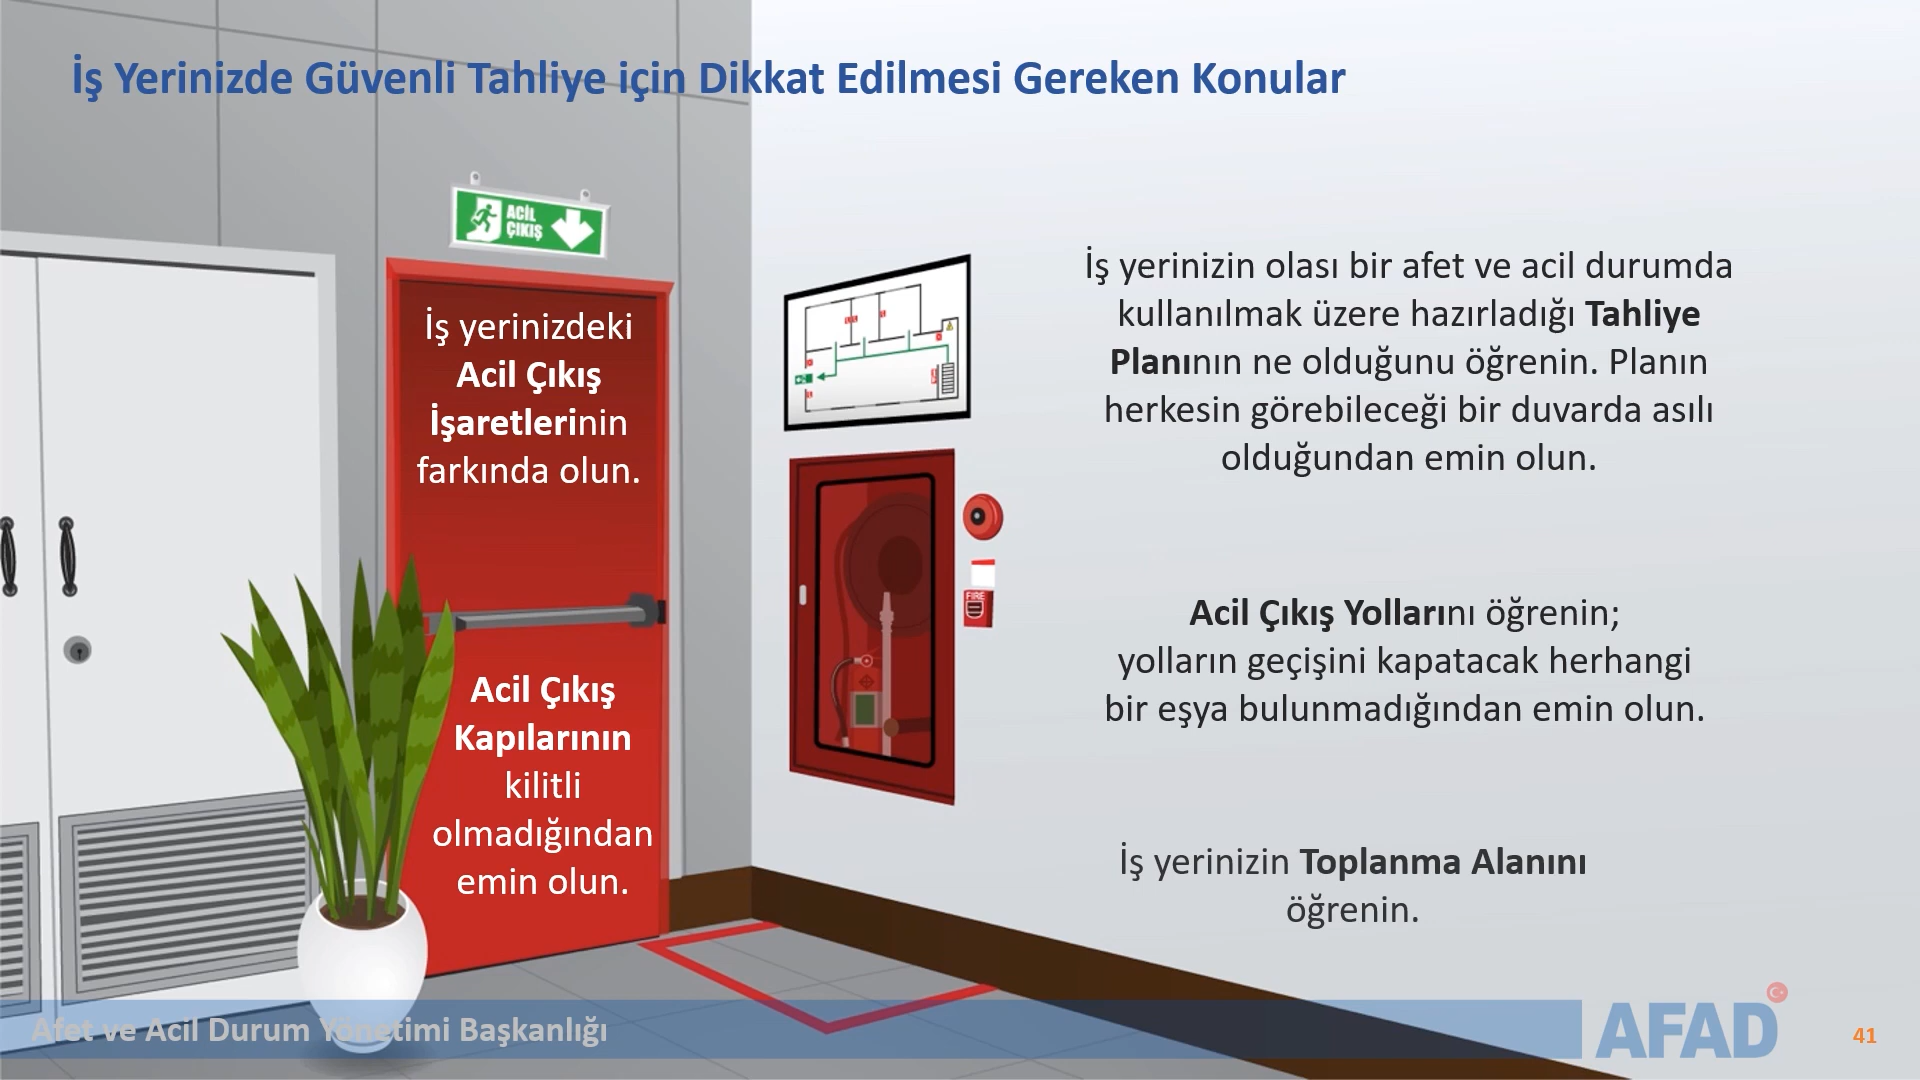 İş Yerinizde Güvenli Tahliye için Dikkat Edilmesi Gereken Konular
ACİL
ÇIKIŞ
İş yerinizdeki
Acil Çıkış
İşaretlerinin
farkında olun.
Acil Çıkış
Kapılarının
kilitli
olmadığından
emin olun.
FIRE
İş yerinizin olası bir afet ve acil durumda
kullanılmak üzere hazırladığı Tahliye
Planının ne olduğunu öğrenin. Planın
herkesin görebileceği bir duvarda asılı
olduğundan emin olun.
Acil Çıkış Yollarını öğrenin;
yolların geçişini kapatacak herhangi
bir eşya bulunmadığından emin olun.
İş yerinizin Toplanma Alanını
öğrenin.
Afet ve Acil Durum Yönetimi Başkanlığı
AFAD
41